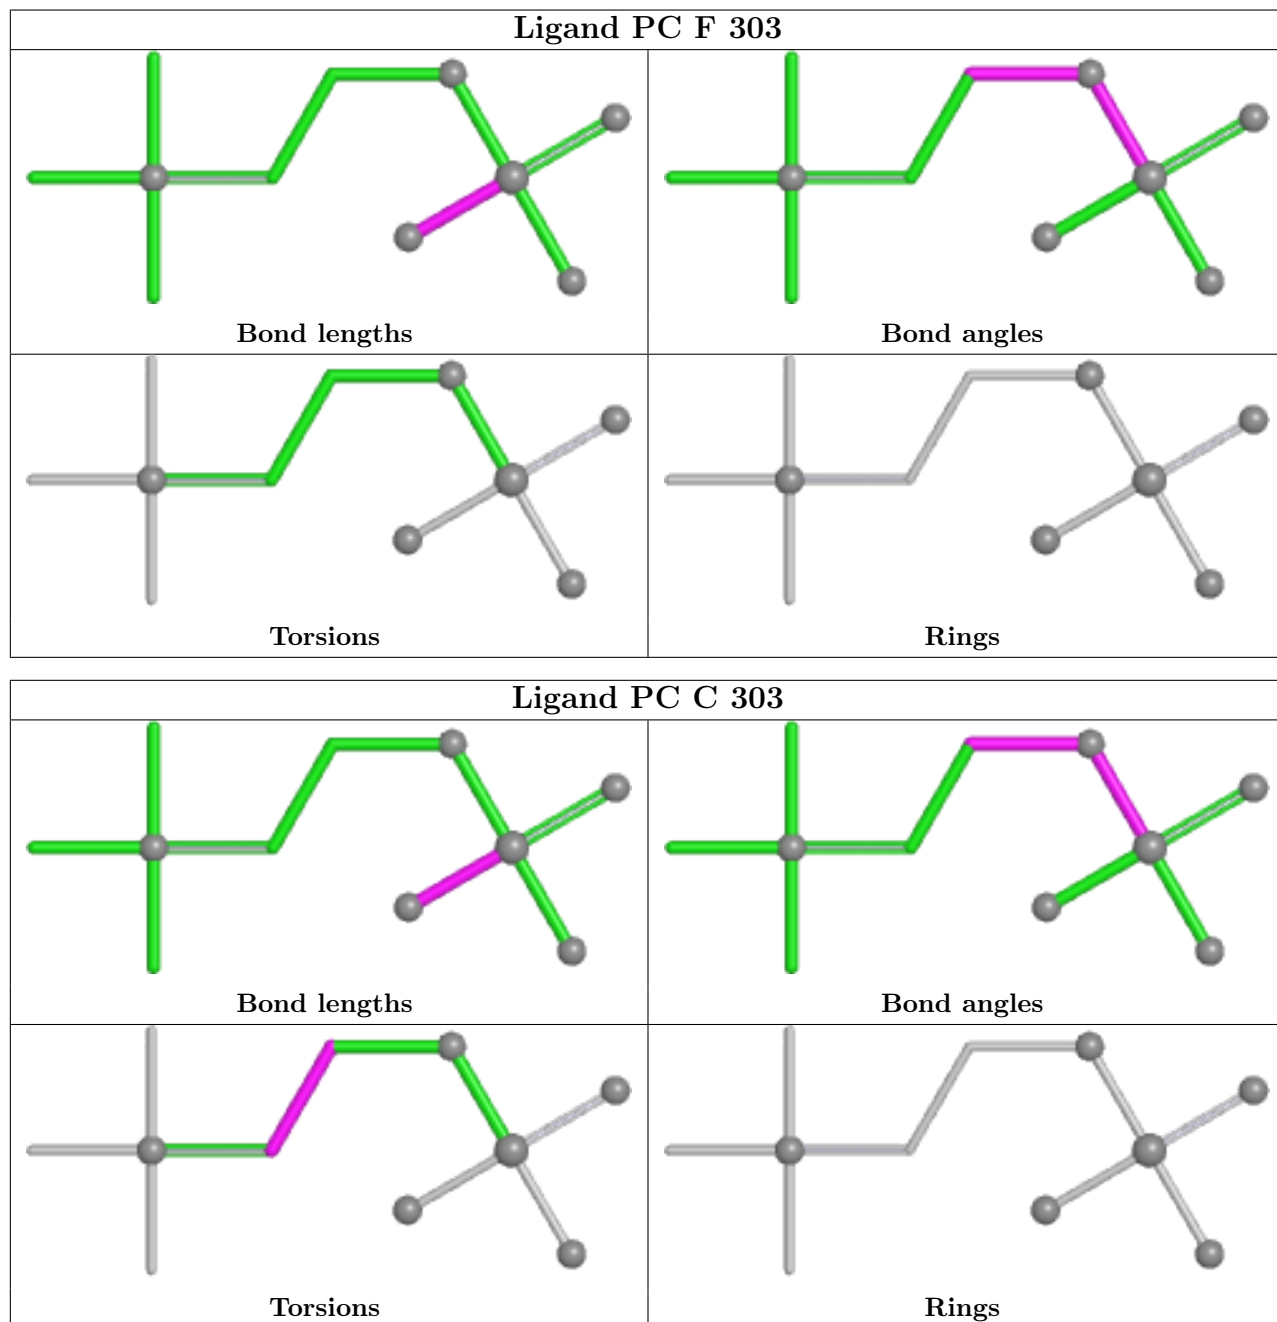 Ligand PC F 303
Bond lengths
Bond angles
Torsions
Rings
Ligand PC C 303
Bond lengths
Bond angles
Torsions
Rings